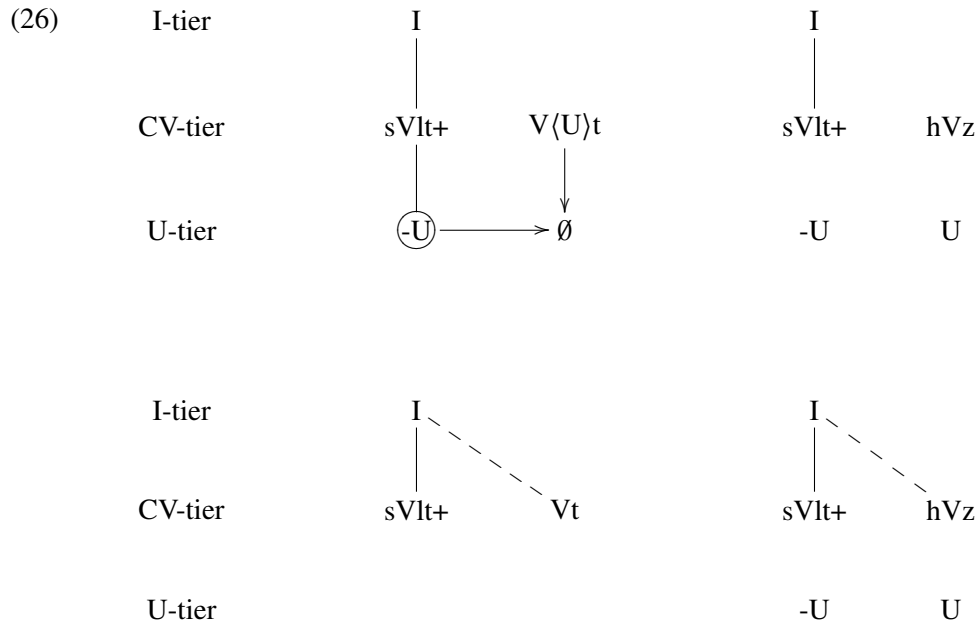 (26) I-tier I I
CV-tier sVlt+ V⟨U⟩t sVlt+ hVz
U-tier -U Ø -U U
I-tier I I
CV-tier sVlt+ Vt sVlt+ hVz
U-tier -U U